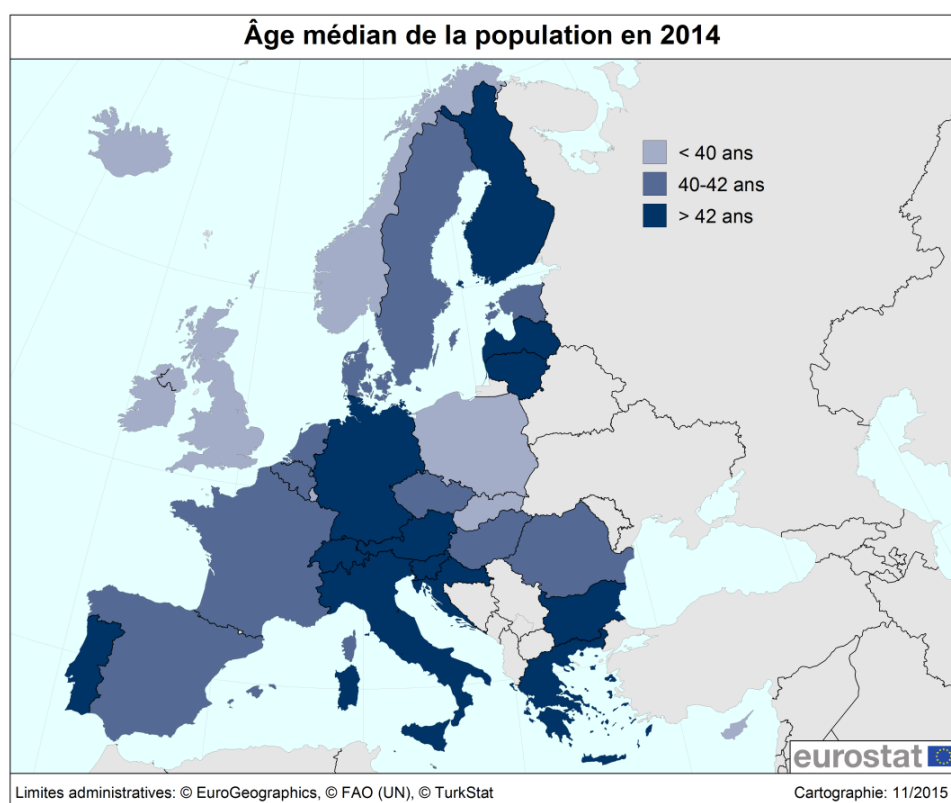 Âge médian de la population en 2014
< 40 ans
40-42 ans
> 42 ans
eurostat
Limites administratives: © EuroGeographics, © FAO (UN), © TurkStat
Cartographie: 11/2015